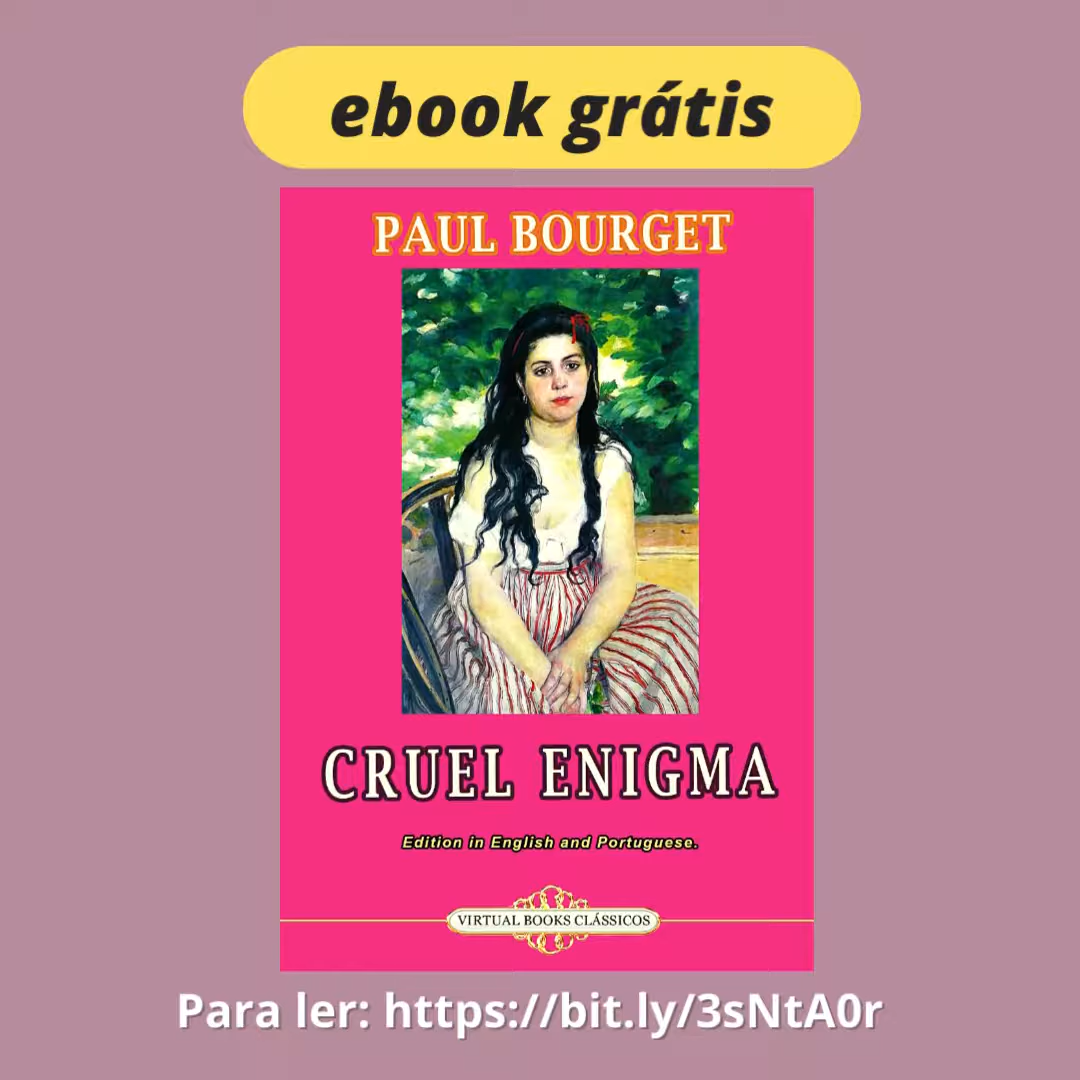 ebook grátis
PAUL BOURGET
CRUEL ENIGMA
Edition in English and Portuguese.
VIRTUAL BOOKS CLÁSSICOS
Para ler: https://bit.ly/3sNtA0r